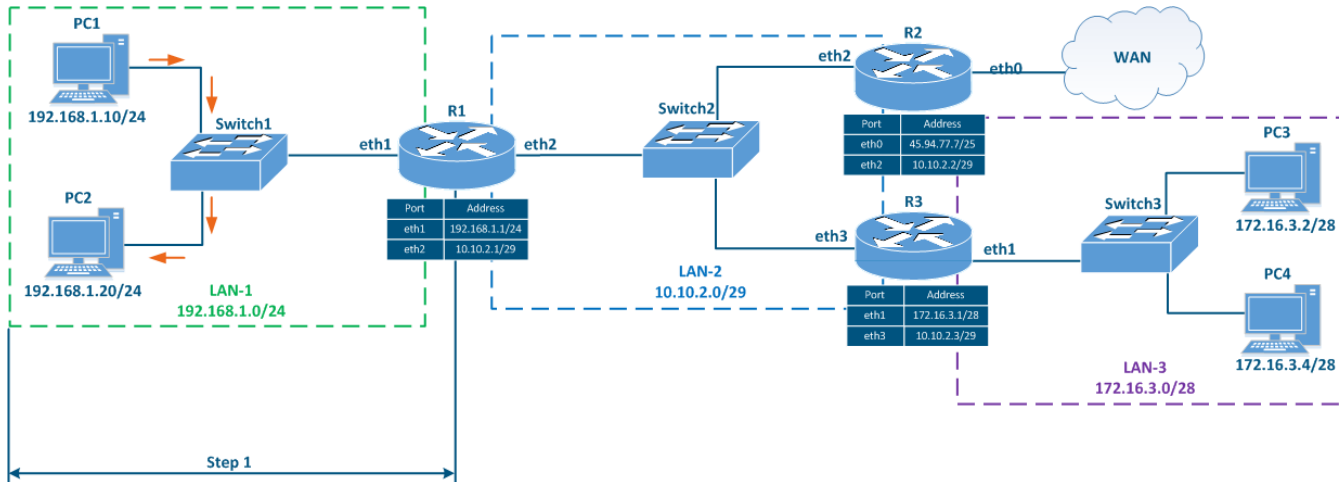 PC1
192.168.1.10/24
Switch1
PC2
192.168.1.20/24
LAN-1
192.168.1.0/24
eth1
R1
eth2
Port Address
eth1 192.168.1.1/24
eth2 10.10.2.1/29
Switch2
LAN-2
10.10.2.0/29
eth2
R2
eth0
WAN
Port Address
eth0 45.94.77.7/25
eth2 10.10.2.2/29
eth3
R3
eth1
Port Address
eth1 172.16.3.1/28
eth3 10.10.2.3/29
Switch3
PC3
172.16.3.2/28
PC4
172.16.3.4/28
LAN-3
172.16.3.0/28
Step 1